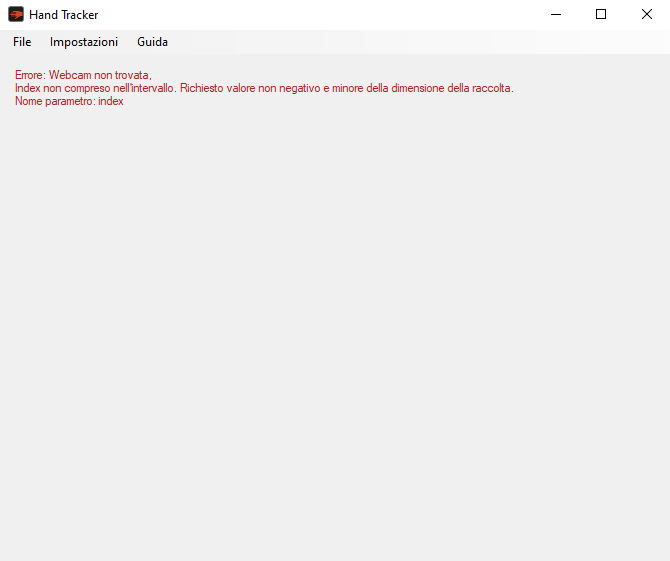 Hand Tracker
File Impostazioni Guida
Errore: Webcam non trovata,
Index non compreso nell'intervallo. Richiesto valore non negativo e minore della dimensione della raccolta.
Nome parametro: index